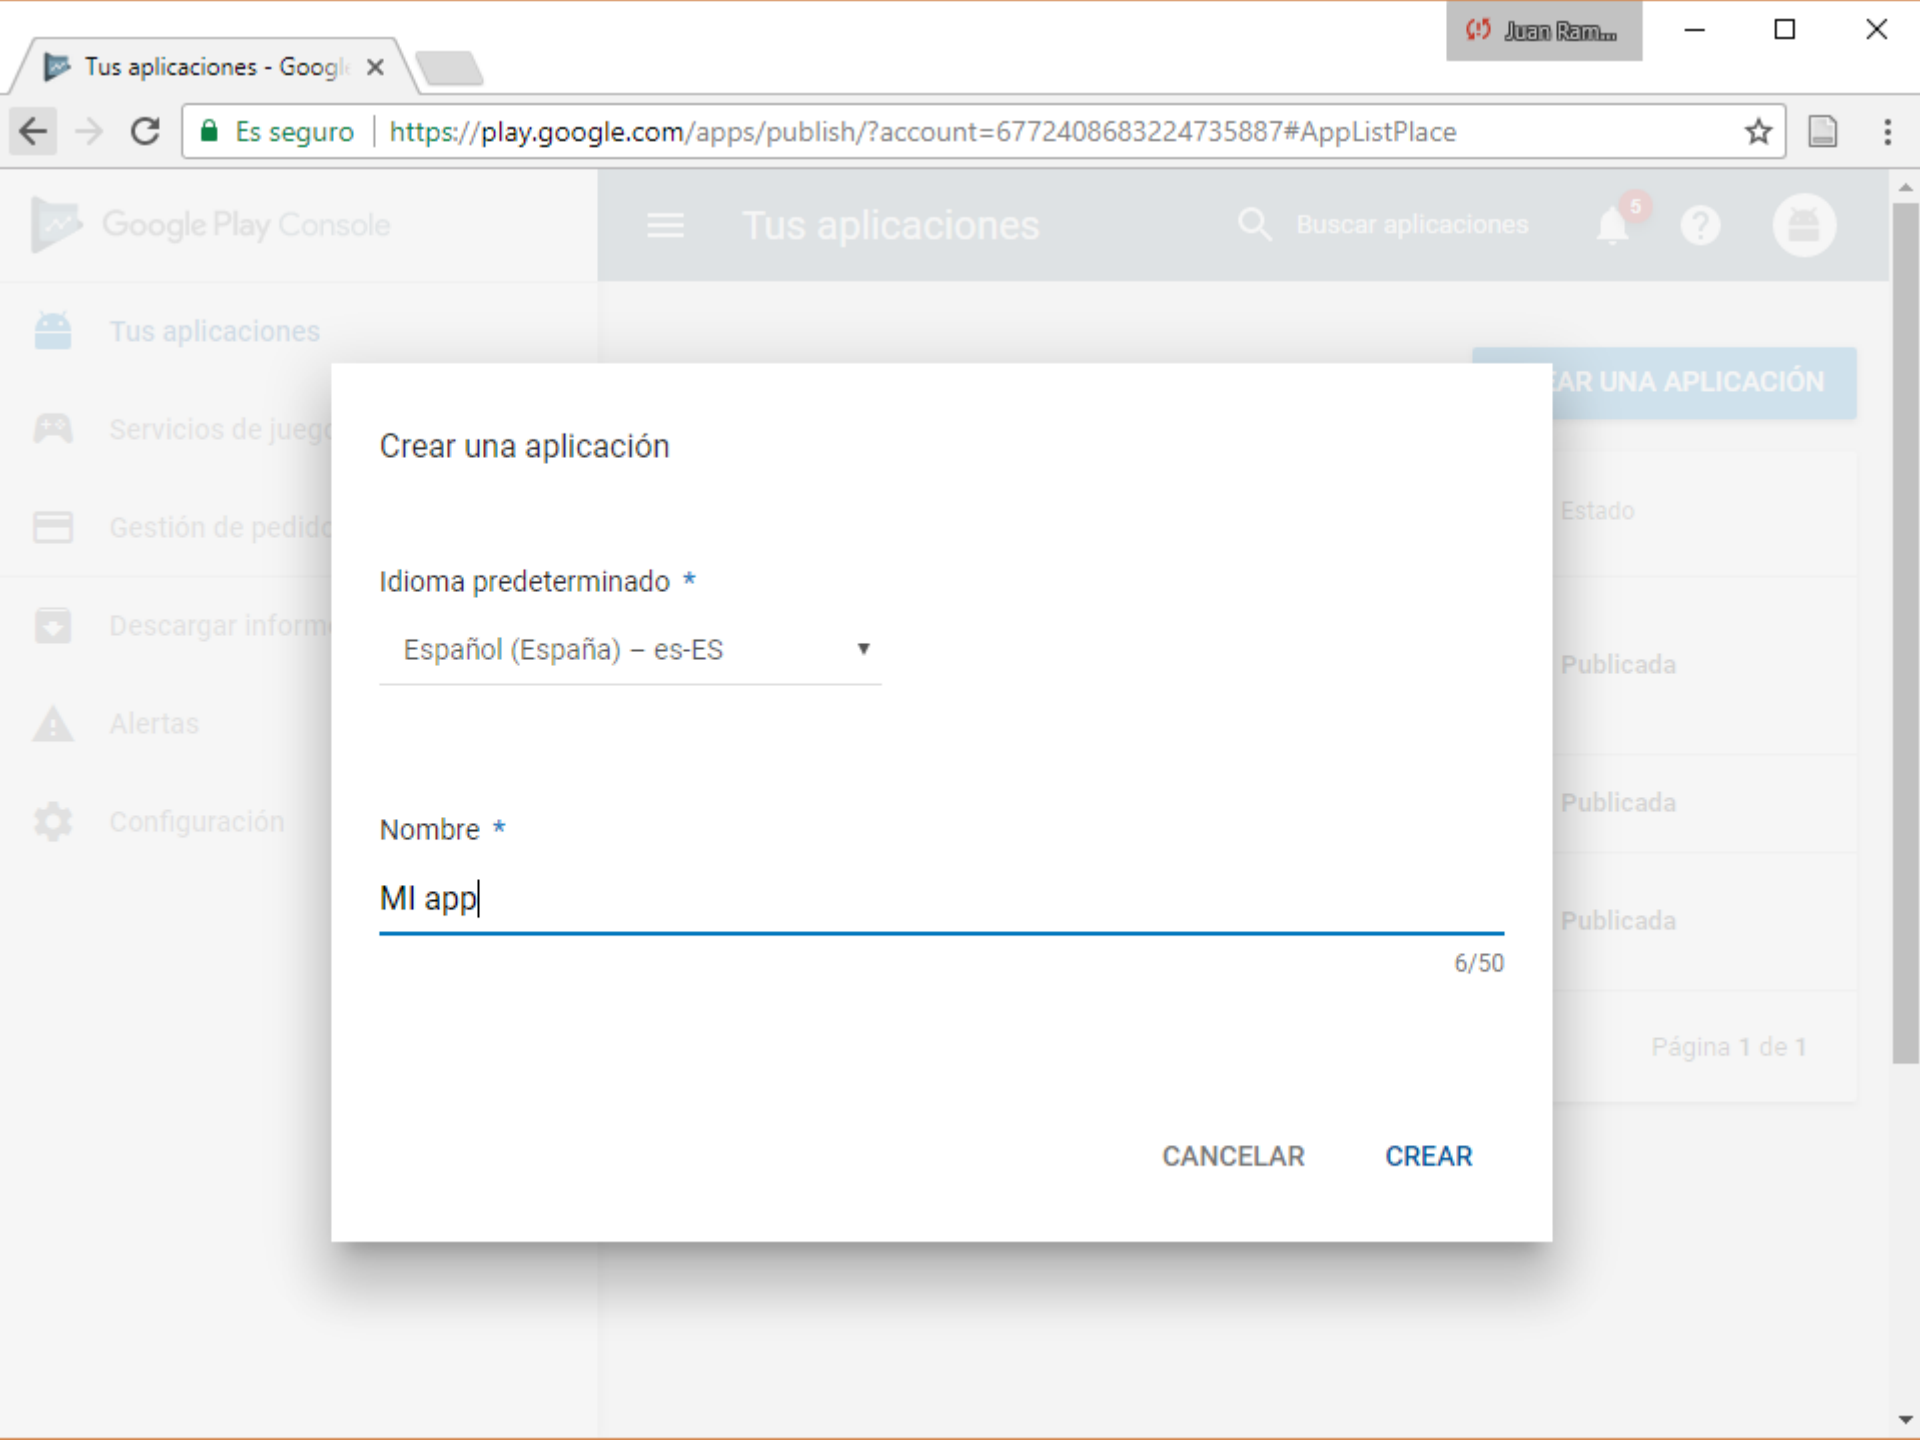 Juan Ram...
Tus aplicaciones - Googl
Es seguro
https://play.google.com/apps/publish/?account=6772408683224735887#AppListPlace
Google Play Console
Tus aplicaciones
Buscar aplicaciones
5
Tus aplicaciones
Servicios de juego
Gestión de pedido
Descargar inform
Alertas
Configuración
EAR UNA APLICACIÓN
Estado
Publicada
Publicada
Publicada
Página 1 de 1
Crear una aplicación
Idioma predeterminado *
Español (España) – es-ES
Nombre *
MI app
6/50
CANCELAR
CREAR